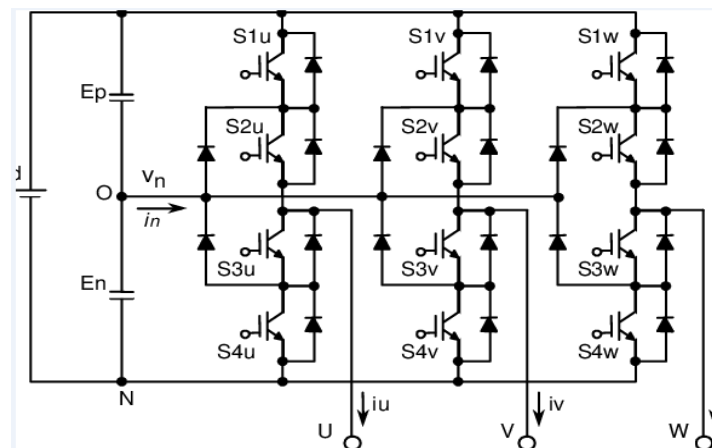 S1u S1v S1w
Ep
S2u S2v S2w
d
O vn
in
S3u S3v S3w
En
S4u S4v S4w
N
iu iv
U V W